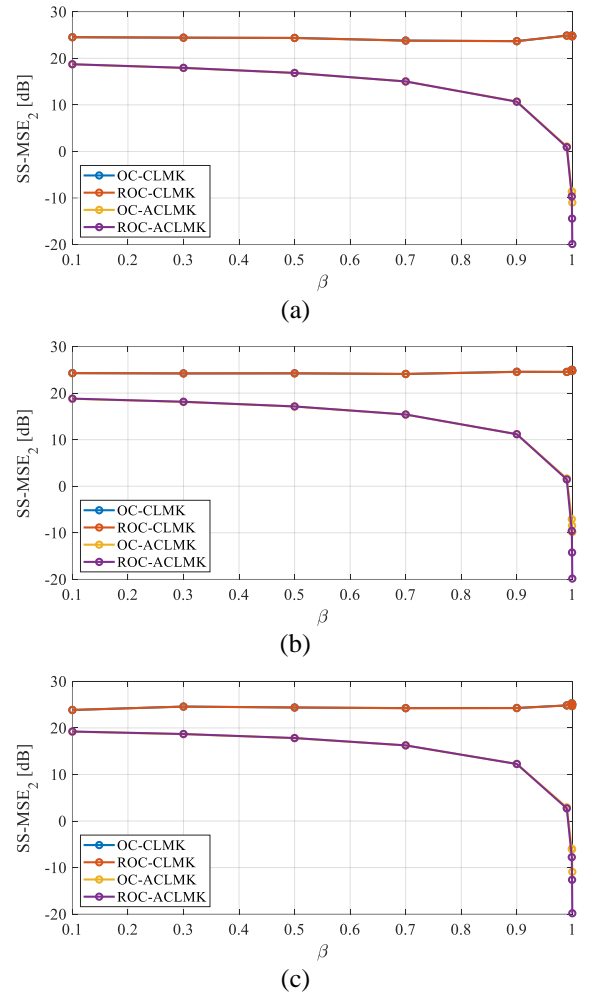 30
20
10
0
-10
-20
SS-MSE2 [dB]
OC-CLMK
ROC-CLMK
OC-ACLMK
ROC-ACLMK
0.1 0.2 0.3 0.4 0.5 0.6 0.7 0.8 0.9 1
β
(a)
30
20
10
0
-10
-20
SS-MSE2 [dB]
OC-CLMK
ROC-CLMK
OC-ACLMK
ROC-ACLMK
0.1 0.2 0.3 0.4 0.5 0.6 0.7 0.8 0.9 1
β
(b)
30
20
10
0
-10
-20
SS-MSE2 [dB]
OC-CLMK
ROC-CLMK
OC-ACLMK
ROC-ACLMK
0.1 0.2 0.3 0.4 0.5 0.6 0.7 0.8 0.9 1
β
(c)